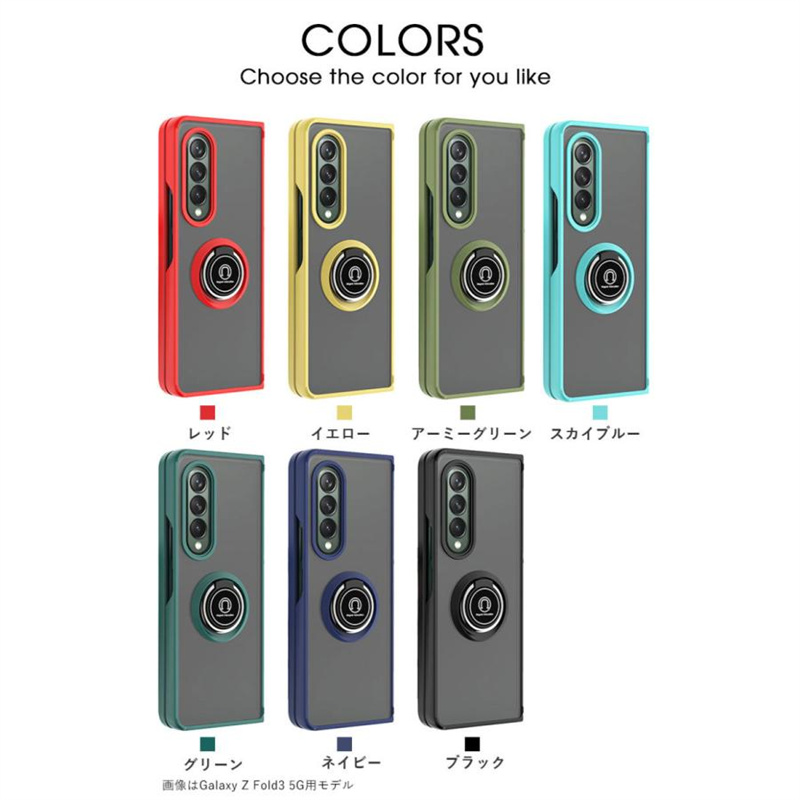 COLORS
Choose the color for you like
レッド
イエロー
アーミーグリーン
スカイブルー
グリーン
ネイビー
ブラック
画像はGalaxy Z Fold3 5G用モデル